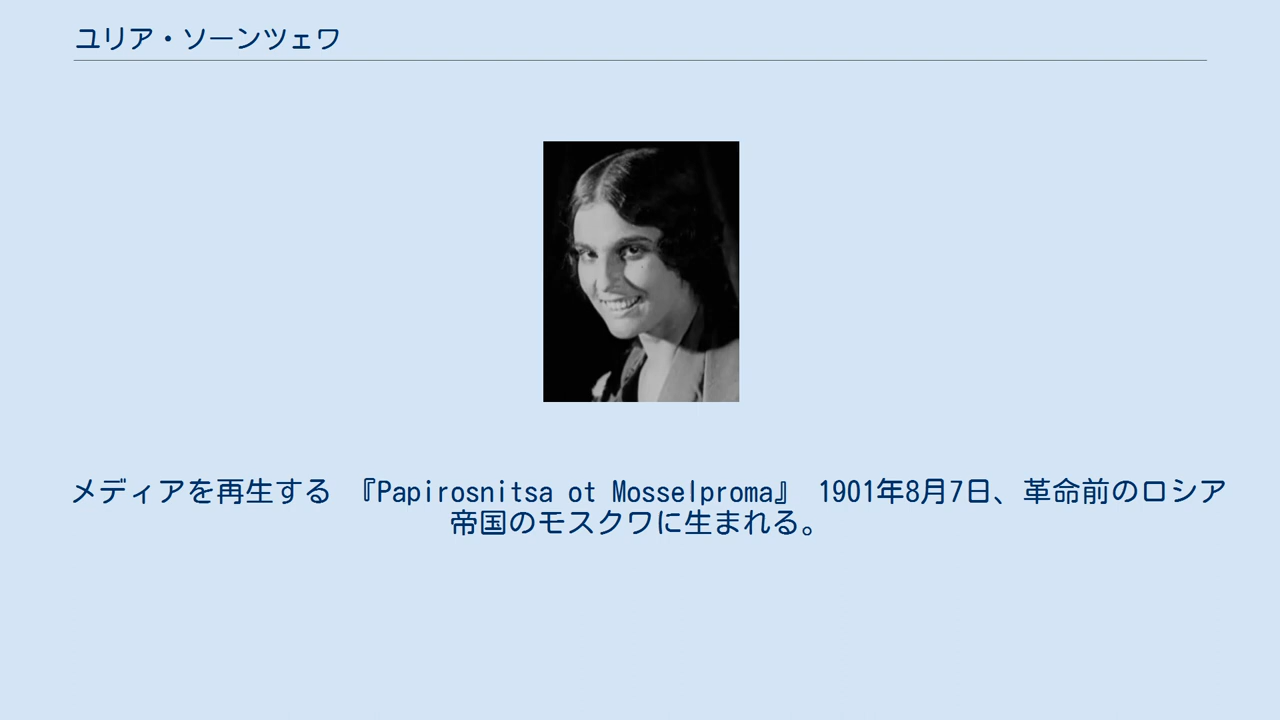 ユリア・ソーンツェワ
メディアを再生する 『Papirosnitsa ot Mosselproma』 1901年8月7日、革命前のロシア
帝国のモスクワに生まれる。